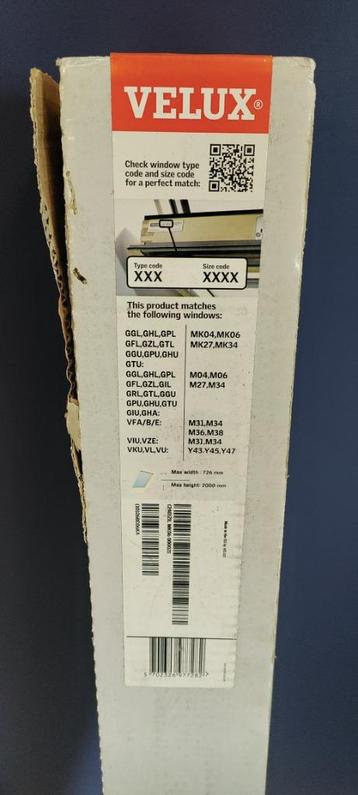 VELUX®
Check window type
code and size code
for a perfect match:
Type code
XXX
Size code
XXXX
This product matches
the following windows:
GGL,GHL,GPL MK04,MK06
GFL,GZL,GTL MK27,MK34
GGU,GPU,GHU
GTU:
GGL,GHL,GPL M04,M06
GFL,GZL,GIL M27,M34
GRL,GTL,GGU
GPU,GHU,GTU
GIU,GHA:
VFA/B/E: M31,M34
M36,M38
VIU,VZE: M31,M34
VKU,VL,VU: Y43,Y45,Y47
Max width: 726 mm
Max height: 2000 mm